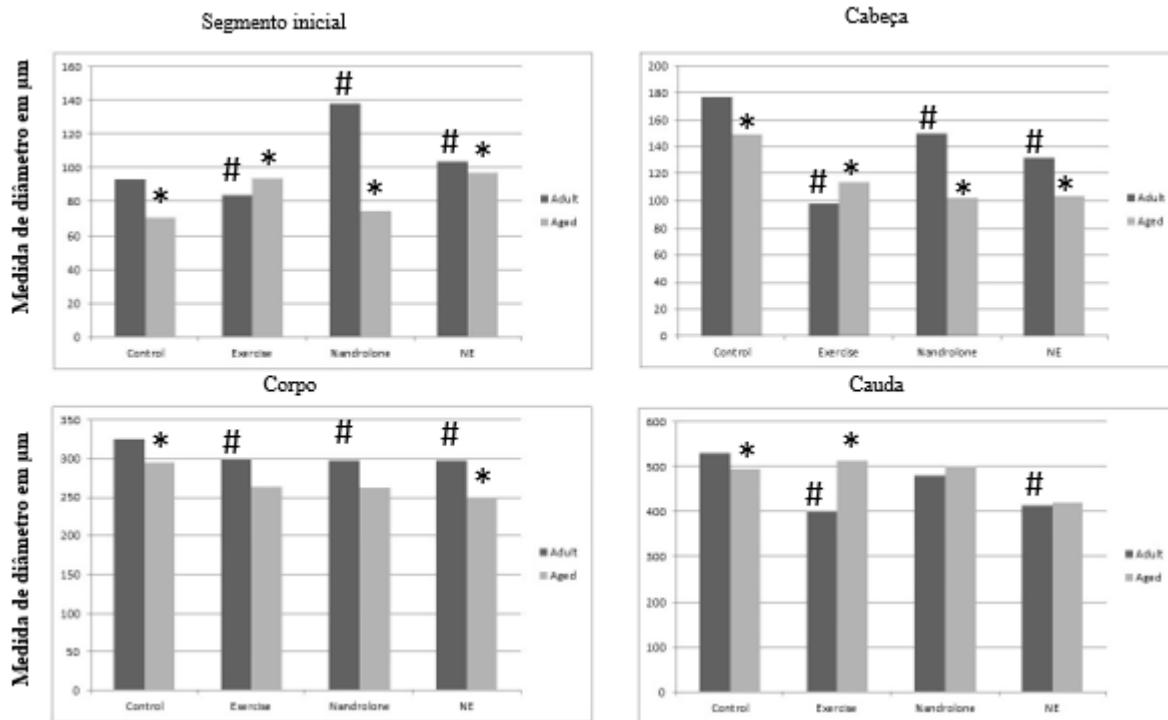 Segmento inicial
Medida de diâmetro em µm
160
140
120
100
80
60
40
20
0
#
#
#
*
*
*
*
Control
Exercise
Nandrolone
NE
Adult
Aged
Cabeça
200
180
160
140
120
100
80
60
40
20
0
*
#
*
#
*
#
*
Control
Exercise
Nandrolone
NE
Adult
Aged
Corpo
Medida de diâmetro em µm
350
300
250
200
150
100
50
0
*
#
#
#
*
Control
Exercise
Nandrolone
NE
Adult
Aged
Cauda
600
500
400
300
200
100
0
*
#
*
#
Control
Exercise
Nandrolone
NE
Adult
Aged